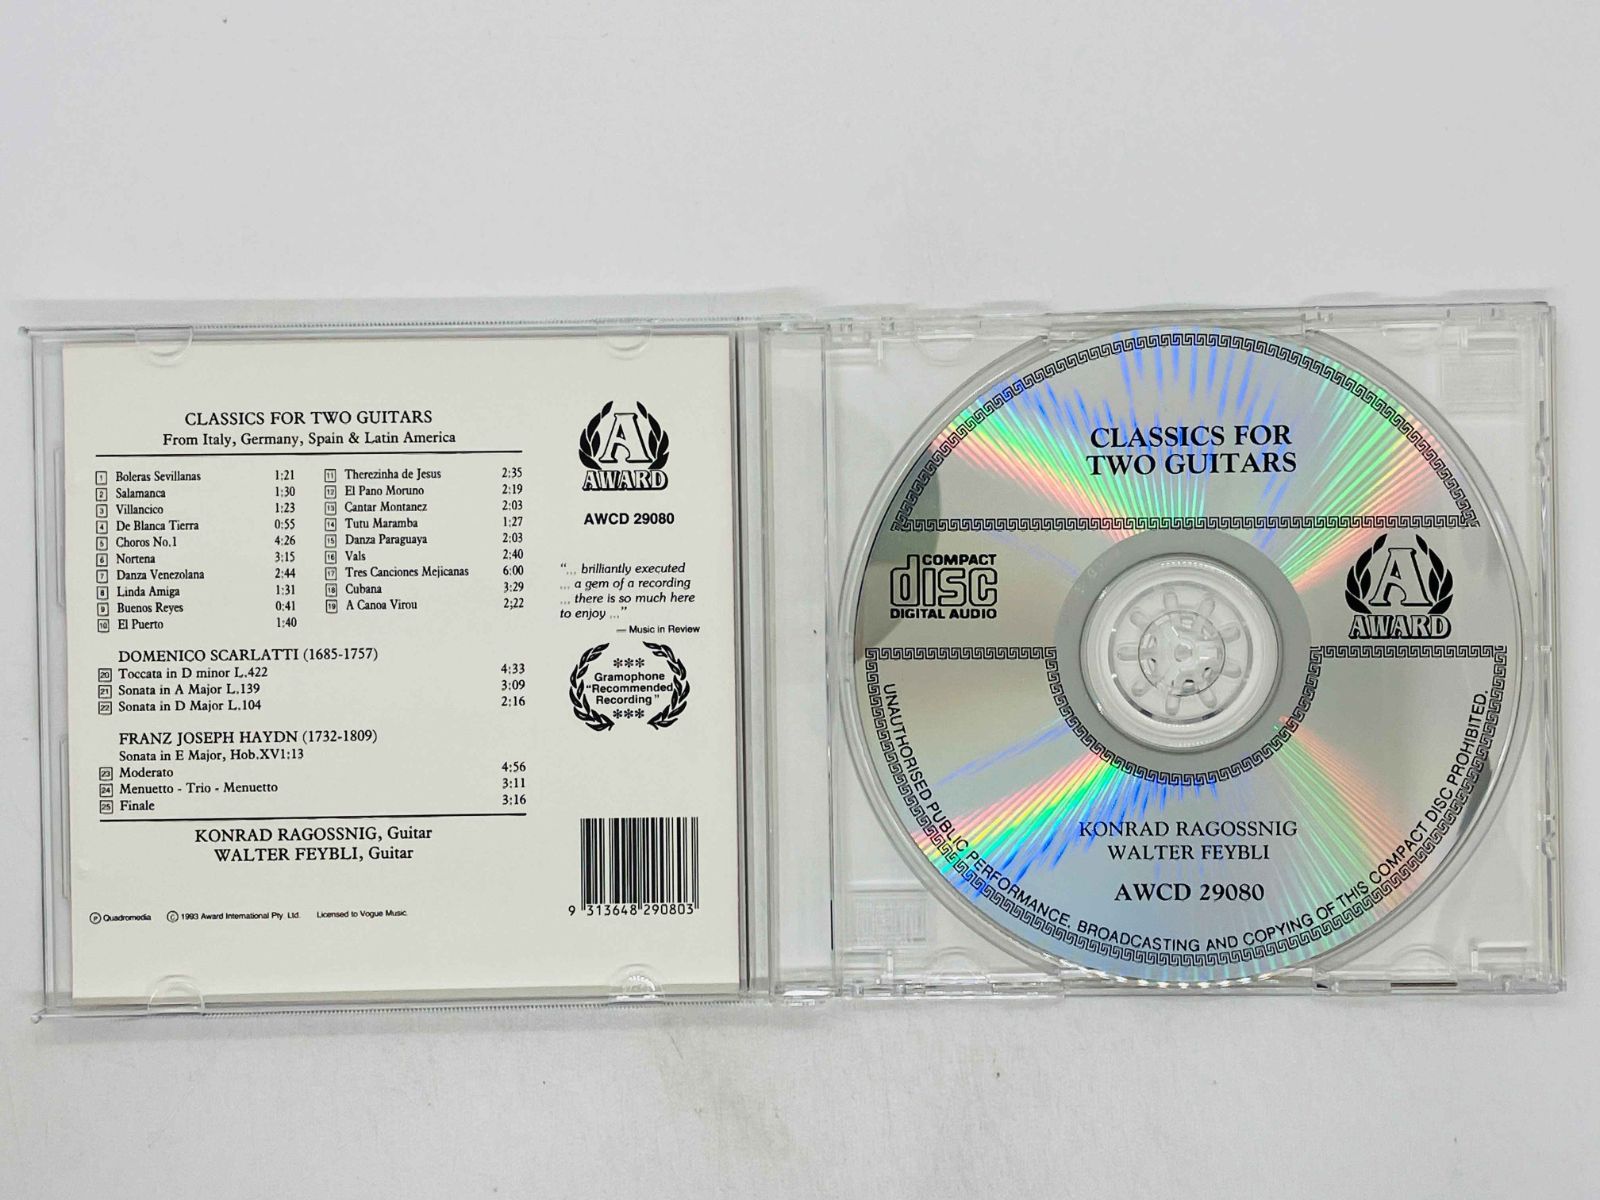 CLASSICS FOR TWO GUITARS
From Italy, Germany, Spain & Latin America
1 Boleras Sevillanas 1:21
2 Salamanca 1:30
3 Villancico 1:23
4 De Blanca Tierra 0:55
5 Choros No.1 4:26
6 Nortena 3:15
7 Danza Venezolana 2:44
8 Linda Amiga 1:31
9 Buenos Reyes 0:41
10 El Puerto 1:40
11 Therezinha de Jesus 2:35
12 El Pano Moruno 2:19
13 Cantar Montanez 2:03
14 Tutu Maramba 1:27
15 Danza Paraguaya 2:03
16 Vals 2:40
17 Tres Canciones Mejicanas 6:00
18 Cubana 3:29
19 A Canoa Virou 2:22
DOMENICO SCARLATTI (1685-1757)
20 Toccata in D minor L.422 4:33
21 Sonata in A Major L.139 3:09
22 Sonata in D Major L.104 2:16
FRANZ JOSEPH HAYDN (1732-1809)
Sonata in E Major, Hob.XV1:13
23 Moderato 4:56
24 Menuetto - Trio - Menuetto 3:11
25 Finale 3:16
KONRAD RAGOSSNIG, Guitar
WALTER FEYBLI, Guitar
Ⓟ Quadromedia © 1993 Award International Pty. Ltd. Licensed to Vogue Music.
A
AWARD
AWCD 29080
"... brilliantly executed
... a gem of a recording
... there is so much here
to enjoy ..."
— Music in Review
***
Gramophone
"Recommended
Recording"
***
9 313648 290803
CLASSICS FOR
TWO GUITARS
COMPACT
disc
DIGITAL AUDIO
A
AWARD
KONRAD RAGOSSNIG
WALTER FEYBLI
AWCD 29080
UNAUTHORISED PUBLIC PERFORMANCE, BROADCASTING AND COPYING OF THIS COMPACT DISC PROHIBITED.